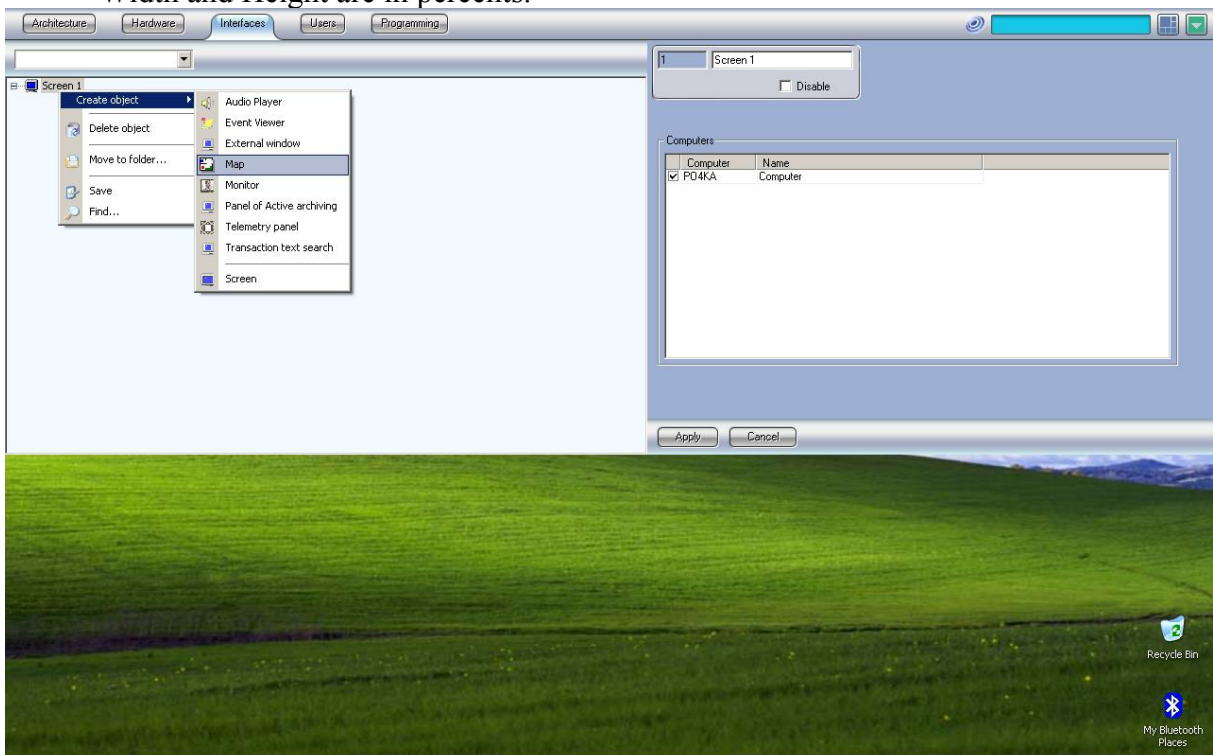 Width and Height are in percents.
Architecture Hardware Interfaces Users Programming
1 Screen 1
Disable
Screen 1
Create object
Delete object
Move to folder...
Save
Find...
Audio Player
Event Viewer
External window
Map
Monitor
Panel of Active archiving
Telemetry panel
Transaction text search
Screen
Computers
Computer Name
PO4KA Computer
Apply Cancel
Recycle Bin
My Bluetooth
Places